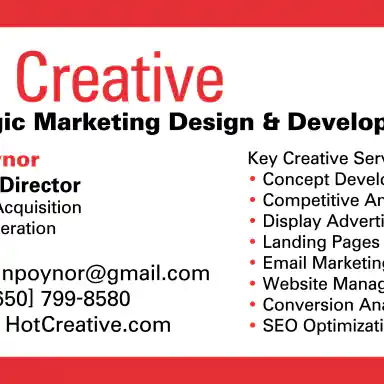 Creative
gic Marketing Design & Develop
ynor
Director
Acquisition
eration
npoynor@gmail.com
650] 799-8580
HotCreative.com
Key Creative Serv
• Concept Develo
• Competitive An
• Display Adverti
• Landing Pages
• Email Marketing
• Website Manag
• Conversion Ana
• SEO Optimizati